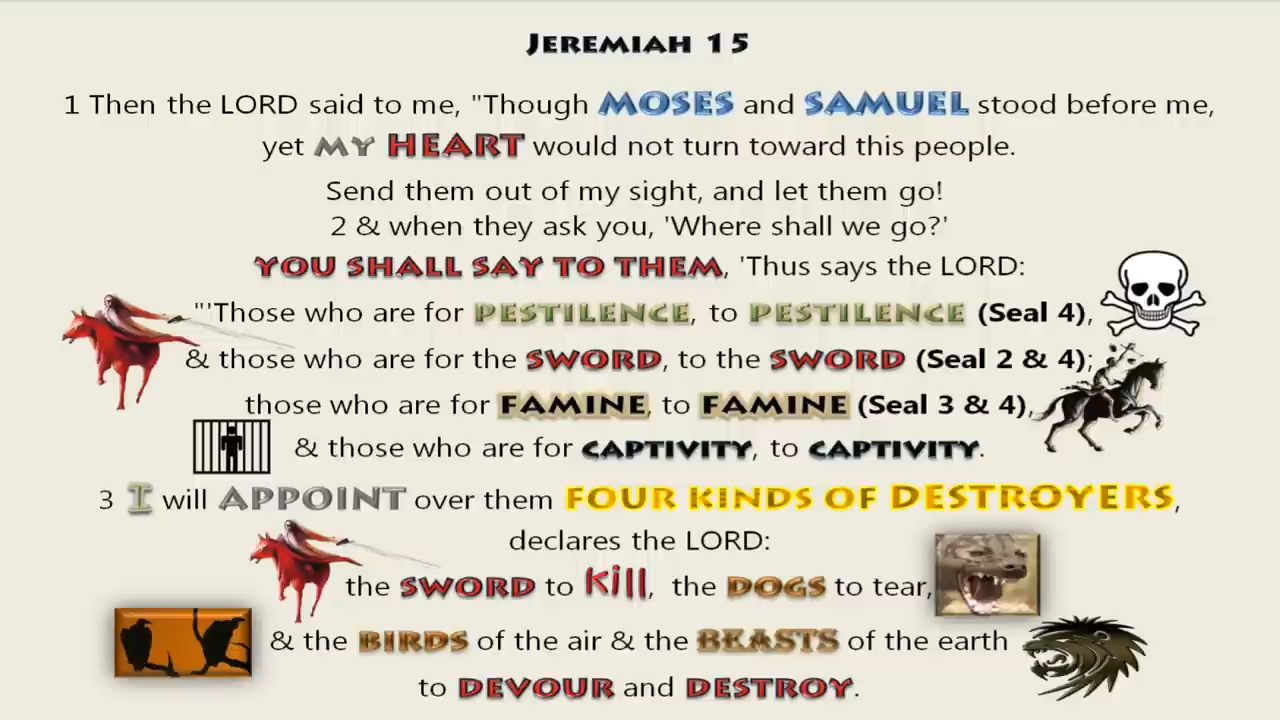 JEREMIAH 15
1 Then the LORD said to me, "Though MOSES and SAMUEL stood before me,
yet MY HEART would not turn toward this people.
Send them out of my sight, and let them go!
2 & when they ask you, 'Where shall we go?'
YOU SHALL SAY TO THEM, 'Thus says the LORD:
"'Those who are for PESTILENCE, to PESTILENCE (Seal 4),
& those who are for the SWORD, to the SWORD (Seal 2 & 4);
those who are for FAMINE, to FAMINE (Seal 3 & 4),
& those who are for CAPTIVITY, to CAPTIVITY.
3 I will APPOINT over them FOUR KINDS OF DESTROYERS,
declares the LORD:
the SWORD to kill, the DOGS to tear,
& the BIRDS of the air & the BEASTS of the earth
to DEVOUR and DESTROY.